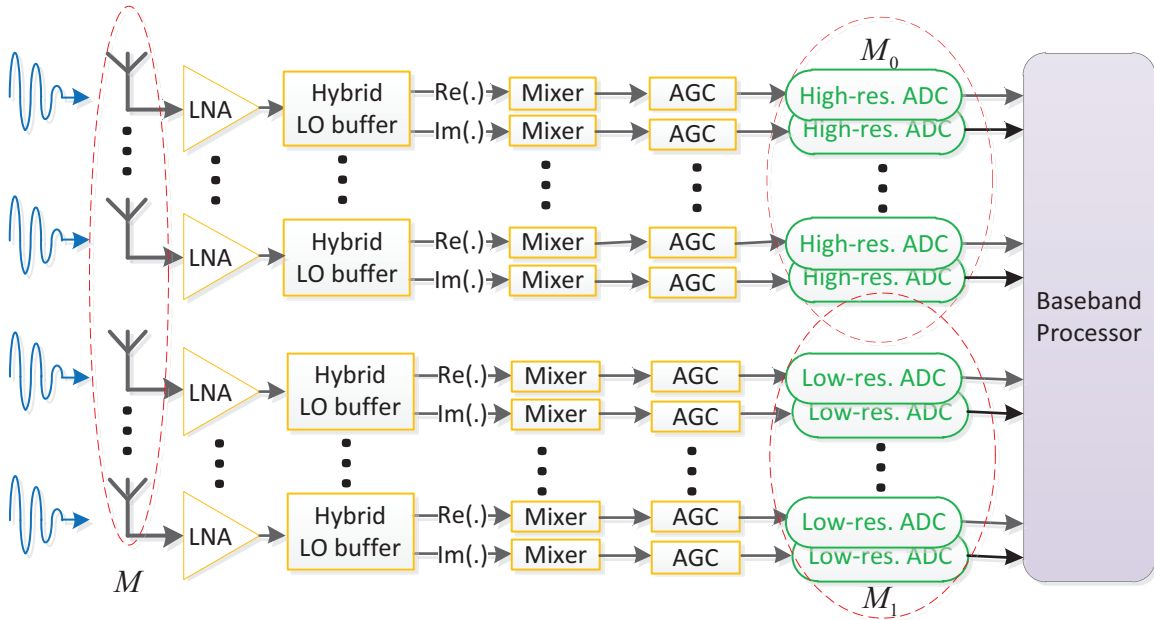 M₀
LNA
Hybrid
LO buffer
Re(.)
Mixer
AGC
High-res. ADC
Im(.)
Mixer
AGC
High-res. ADC
LNA
Hybrid
LO buffer
Re(.)
Mixer
AGC
High-res. ADC
Im(.)
Mixer
AGC
High-res. ADC
Baseband
Processor
LNA
Hybrid
LO buffer
Re(.)
Mixer
AGC
Low-res. ADC
Im(.)
Mixer
AGC
Low-res. ADC
LNA
Hybrid
LO buffer
Re(.)
Mixer
AGC
Low-res. ADC
Im(.)
Mixer
AGC
Low-res. ADC
M
M₁